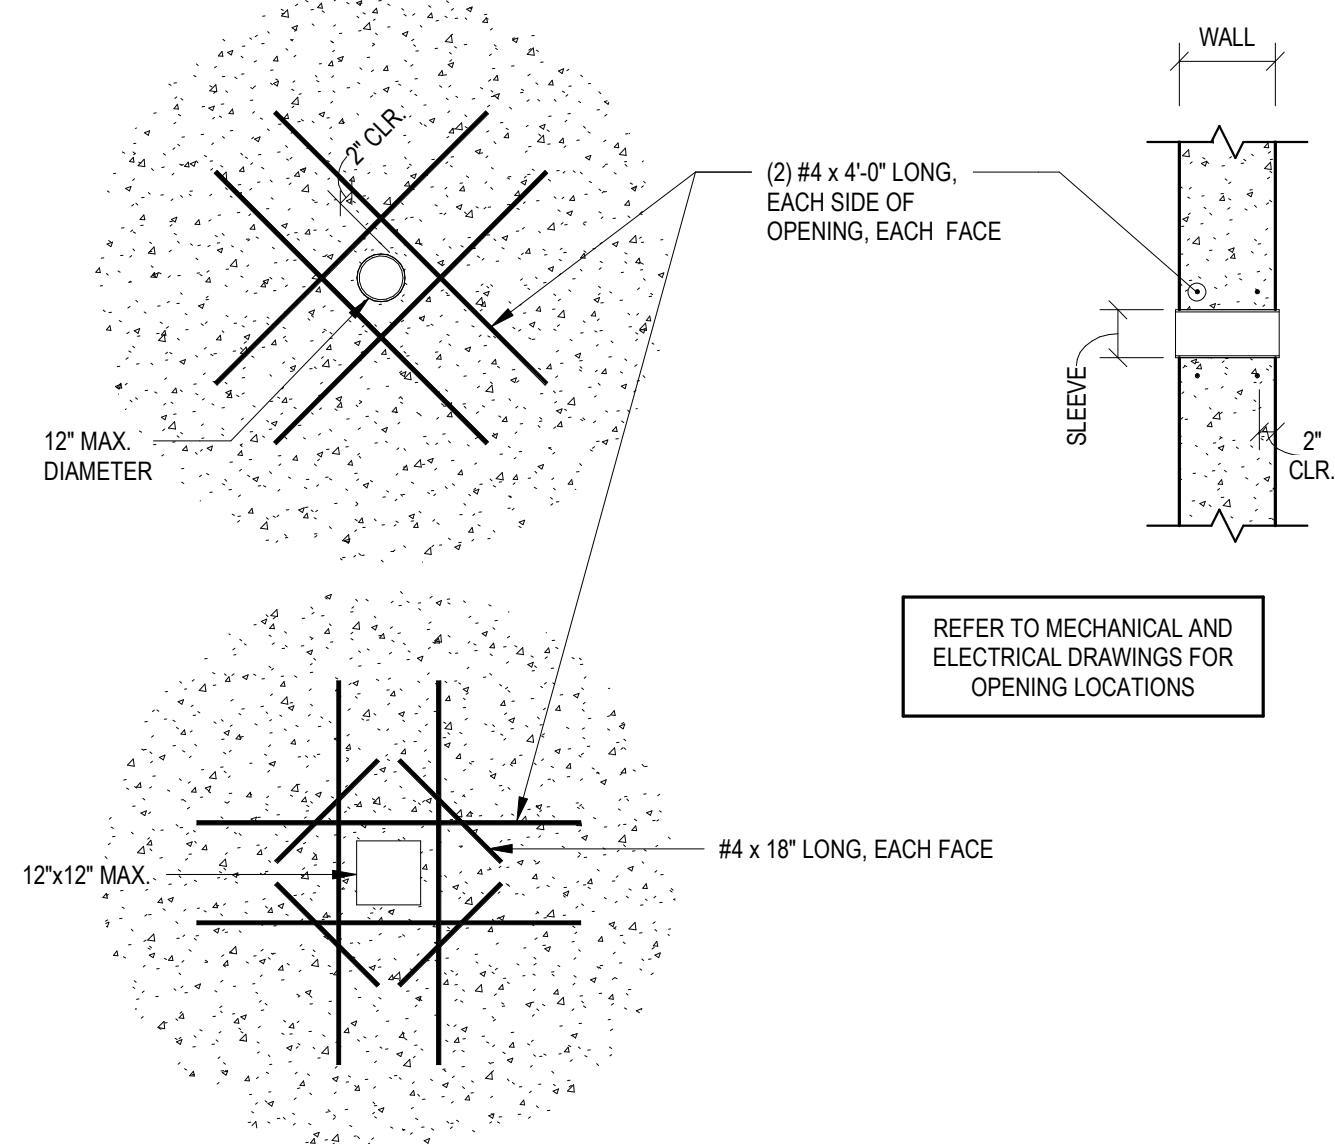 WALL
2" CLR.
(2) #4 x 4'-0" LONG,
EACH SIDE OF
OPENING, EACH FACE
12" MAX.
DIAMETER
SLEEVE
2"
CLR.
REFER TO MECHANICAL AND
ELECTRICAL DRAWINGS FOR
OPENING LOCATIONS
#4 x 18" LONG, EACH FACE
12"x12" MAX.